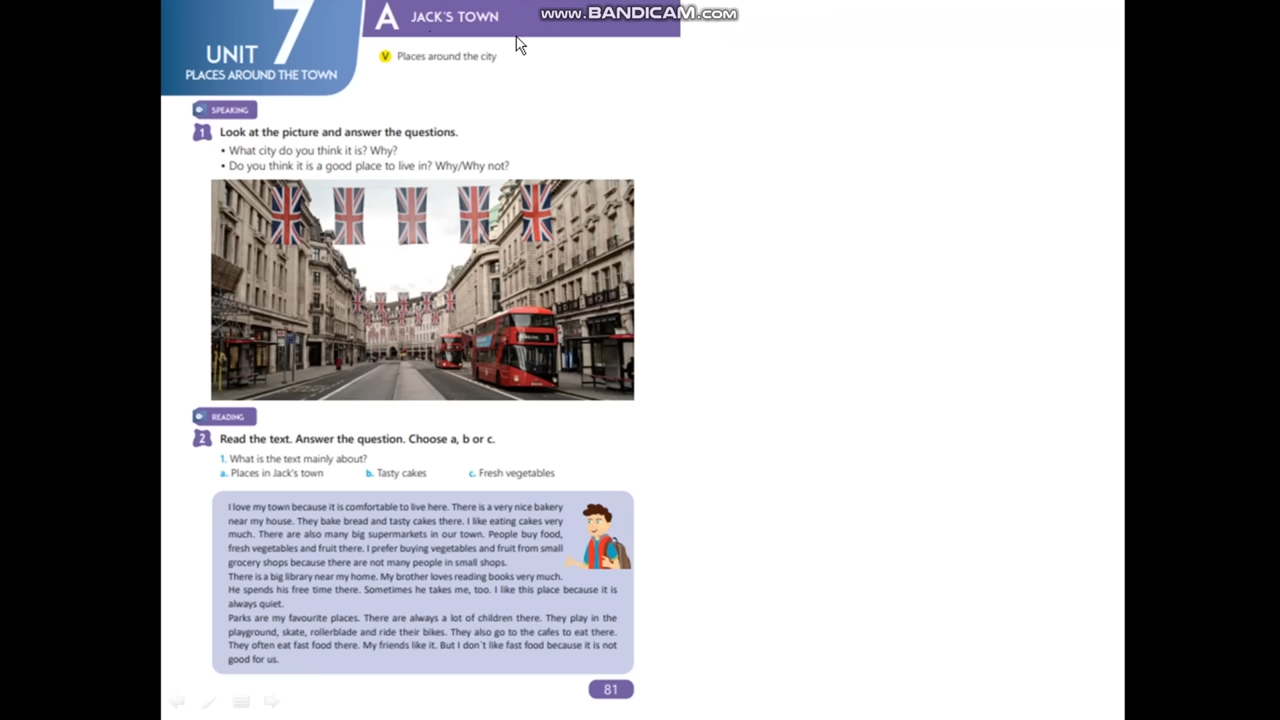 www.BANDICAM.com
UNIT 7
PLACES AROUND THE TOWN
A JACK'S TOWN
V Places around the city
SPEAKING
1 Look at the picture and answer the questions.
• What city do you think it is? Why?
• Do you think it is a good place to live in? Why/Why not?
READING
2 Read the text. Answer the question. Choose a, b or c.
1. What is the text mainly about?
a. Places in Jack's town b. Tasty cakes c. Fresh vegetables
I love my town because it is comfortable to live here. There is a very nice bakery
near my house. They bake bread and tasty cakes there. I like eating cakes very
much. There are also many big supermarkets in our town. People buy food,
fresh vegetables and fruit there. I prefer buying vegetables and fruit from small
grocery shops because there are not many people in small shops.
There is a big library near my home. My brother loves reading books very much.
He spends his free time there. Sometimes he takes me, too. I like this place because it is
always quiet.
Parks are my favourite places. There are always a lot of children there. They play in the
playground, skate, rollerblade and ride their bikes. They also go to the cafes to eat there.
They often eat fast food there. My friends like it. But I don`t like fast food because it is not
good for us.
81